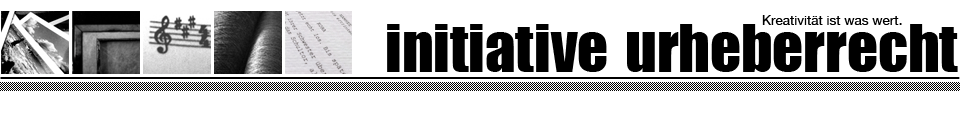 Kreativität ist was wert.
initiative urheberrecht